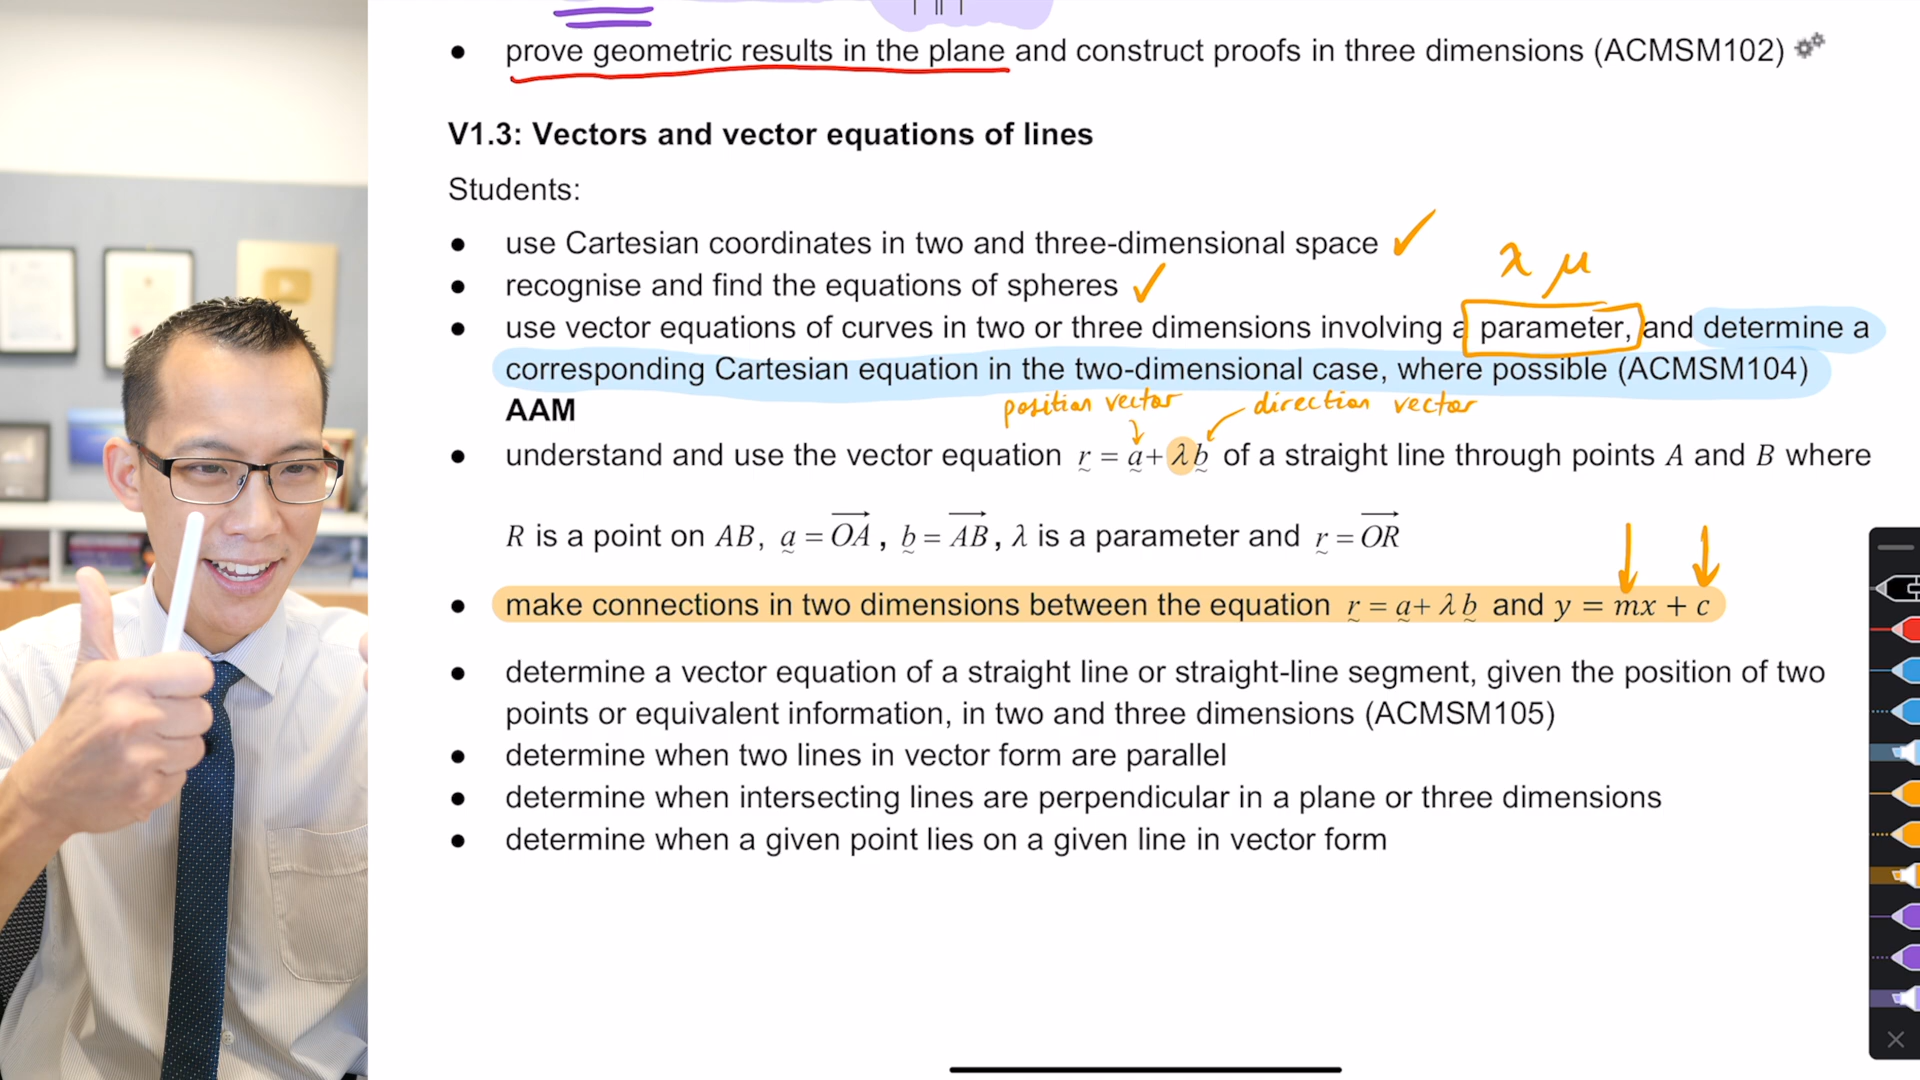 • prove geometric results in the plane and construct proofs in three dimensions (ACMSM102)
V1.3: Vectors and vector equations of lines
Students:
• use Cartesian coordinates in two and three-dimensional space ✓
• recognise and find the equations of spheres ✓
λ μ
• use vector equations of curves in two or three dimensions involving a parameter, and determine a
corresponding Cartesian equation in the two-dimensional case, where possible (ACMSM104)
AAM
position vector direction vector
• understand and use the vector equation r̰ = a̰ + λb̰ of a straight line through points A and B where
R is a point on AB, a̰ = \overrightarrow{OA}, b̰ = \overrightarrow{AB}, λ is a parameter and r̰ = \overrightarrow{OR}
• make connections in two dimensions between the equation r̰ = a̰ + λb̰ and y = mx + c
• determine a vector equation of a straight line or straight-line segment, given the position of two
points or equivalent information, in two and three dimensions (ACMSM105)
• determine when two lines in vector form are parallel
• determine when intersecting lines are perpendicular in a plane or three dimensions
• determine when a given point lies on a given line in vector form